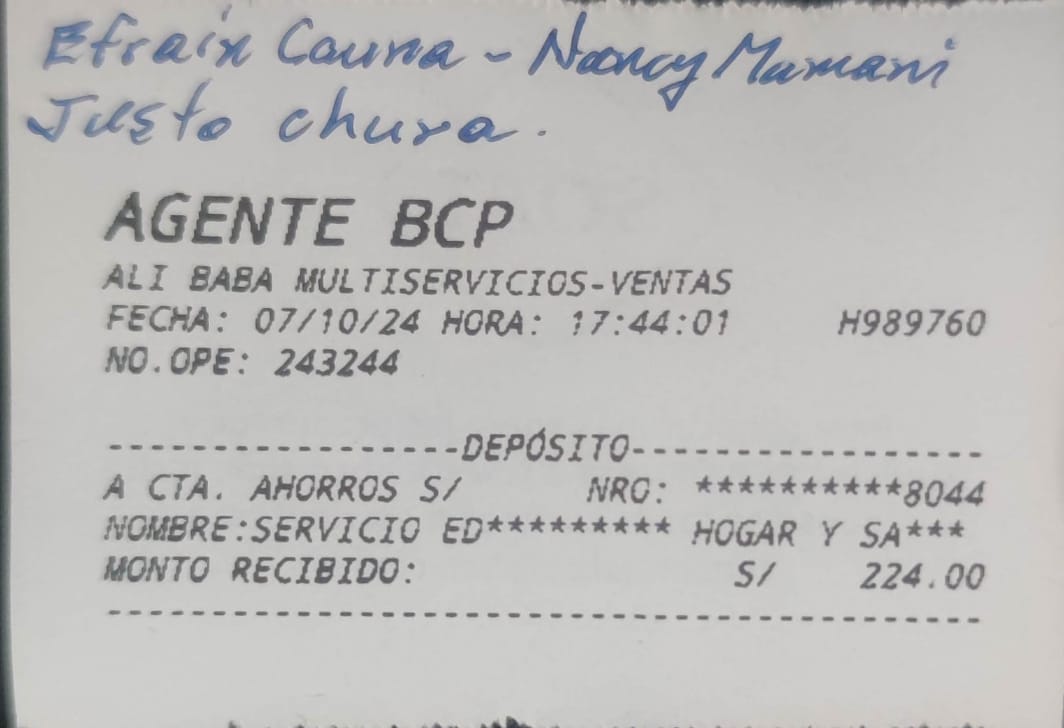 Efraín Cauna - Nancy Mamani
Justo chura.
AGENTE BCP
ALI BABA MULTISERVICIOS-VENTAS
FECHA: 07/10/24 HORA: 17:44:01 H989760
NO.OPE: 243244
------------------DEPÓSITO------------------
A CTA. AHORROS S/ NRO: **********8044
NOMBRE:SERVICIO ED********* HOGAR Y SA***
MONTO RECIBIDO: S/ 224.00